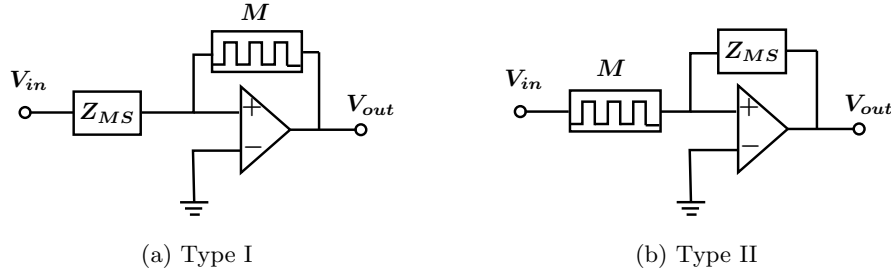 M
V_in
Z_MS
V_out
+
−
(a) Type I
Z_MS
M
V_in
V_out
+
−
(b) Type II